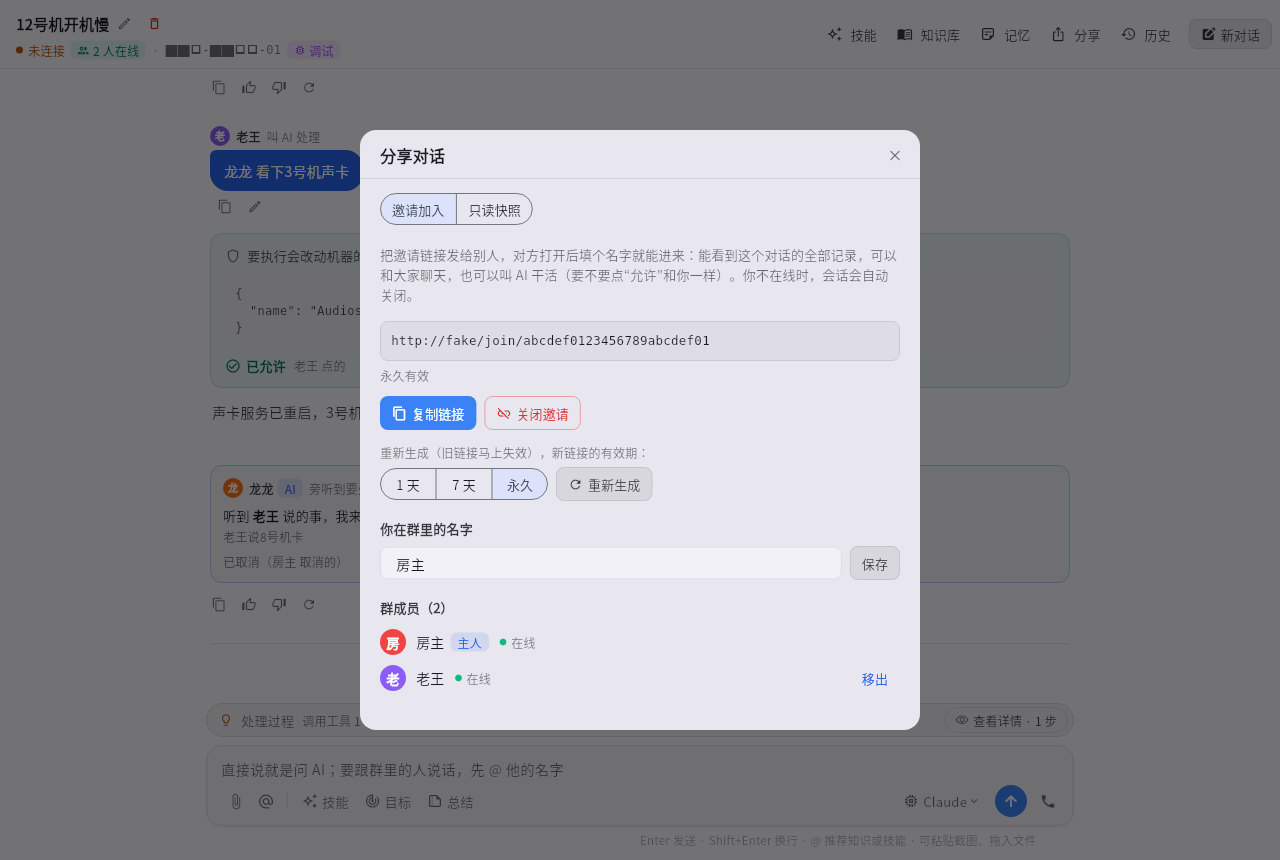 12号机开机慢
未连接 2 人在线 · -01 调试
技能 知识库 记忆 分享 历史 新对话
老 老王 叫 AI 处理
龙龙 看下3号机声卡
要执行会改动机器的
{
"name": "Audios
}
已允许 老王 点的
声卡服务已重启，3号机
龙 龙龙 AI 旁听到要
听到 老王 说的事，我来
老王说8号机卡
已取消（房主 取消的）
分享对话
邀请加入 只读快照
把邀请链接发给别人，对方打开后填个名字就能进来：能看到这个对话的全部记录，可以
和大家聊天，也可以叫 AI 干活（要不要点“允许”和你一样）。你不在线时，会话会自动
关闭。
http://fake/join/abcdef0123456789abcdef01
永久有效
复制链接 关闭邀请
重新生成（旧链接马上失效），新链接的有效期：
1 天 7 天 永久 重新生成
你在群里的名字
房主 保存
群成员（2）
房 房主 主人 在线
老 老王 在线 移出
处理过程 调用工具 1
查看详情 · 1 步
直接说就是问 AI；要跟群里的人说话，先 @ 他的名字
技能 目标 总结 Claude
Enter 发送 · Shift+Enter 换行 · @ 推荐知识或技能 · 可粘贴截图、拖入文件